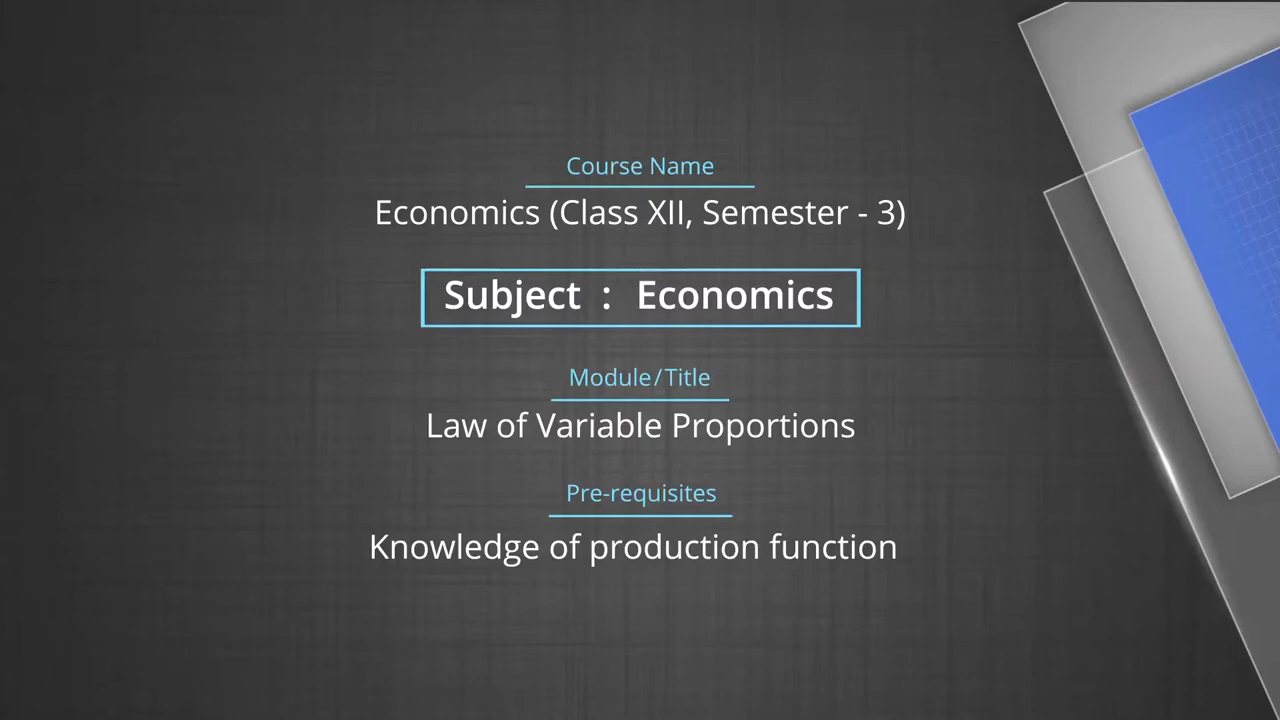 Course Name
Economics (Class XII, Semester - 3)
Subject : Economics
Module/Title
Law of Variable Proportions
Pre-requisites
Knowledge of production function